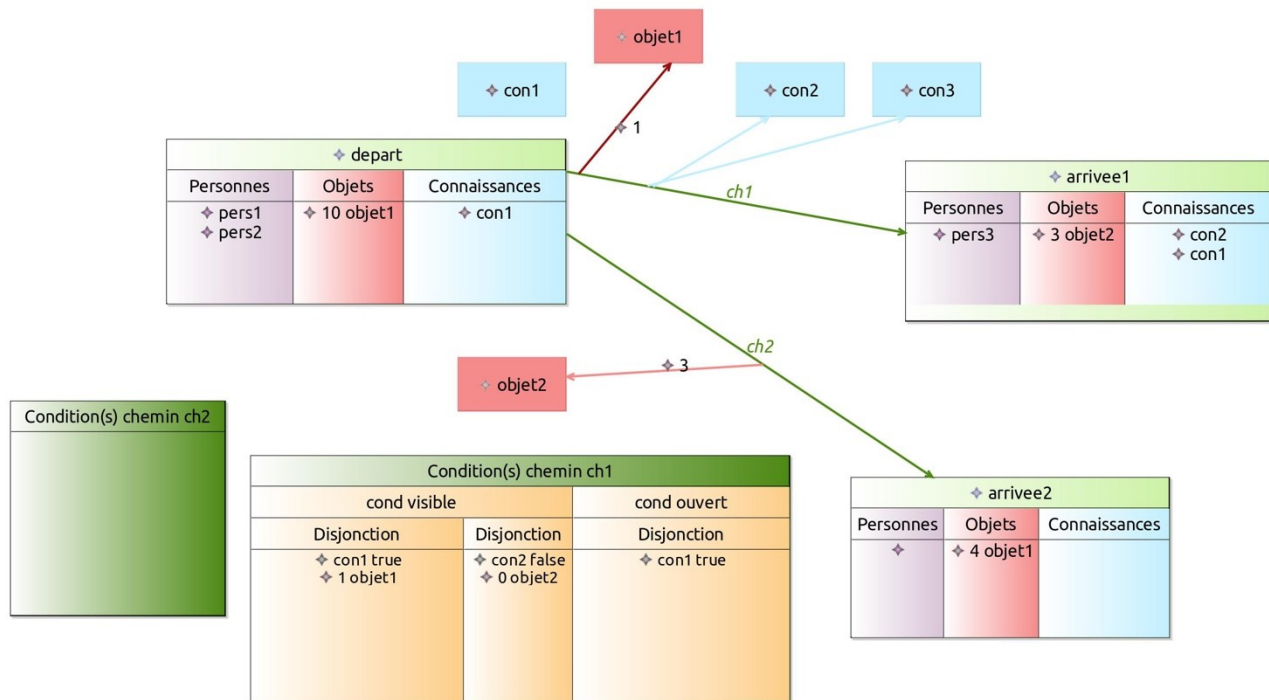 objet1
con1
con2
con3
1
depart
Personnes
Objets
Connaissances
pers1
pers2
10 objet1
con1
ch1
arrivee1
Personnes
Objets
Connaissances
pers3
3 objet2
con2
con1
ch2
3
objet2
Condition(s) chemin ch2
Condition(s) chemin ch1
cond visible
cond ouvert
Disjonction
Disjonction
Disjonction
con1 true
1 objet1
con2 false
0 objet2
con1 true
arrivee2
Personnes
Objets
Connaissances
4 objet1